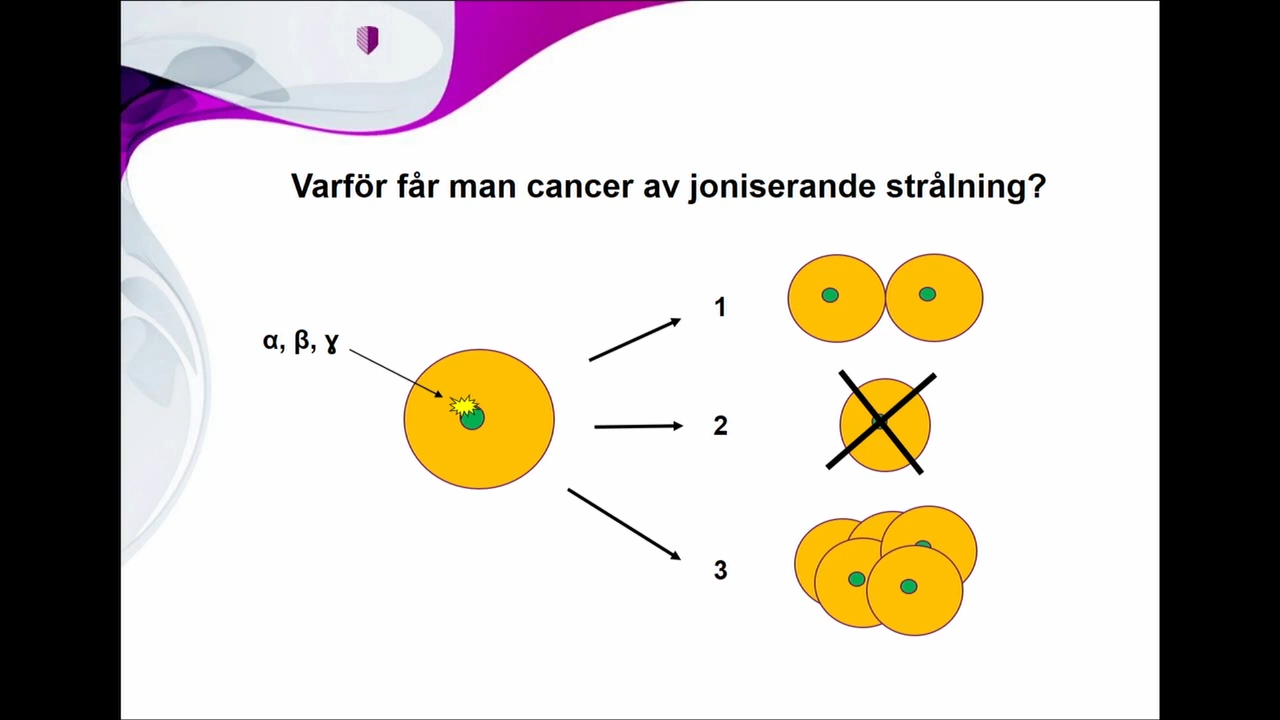 Varför får man cancer av joniserande strålning?
α, β, ɣ
1
2
3